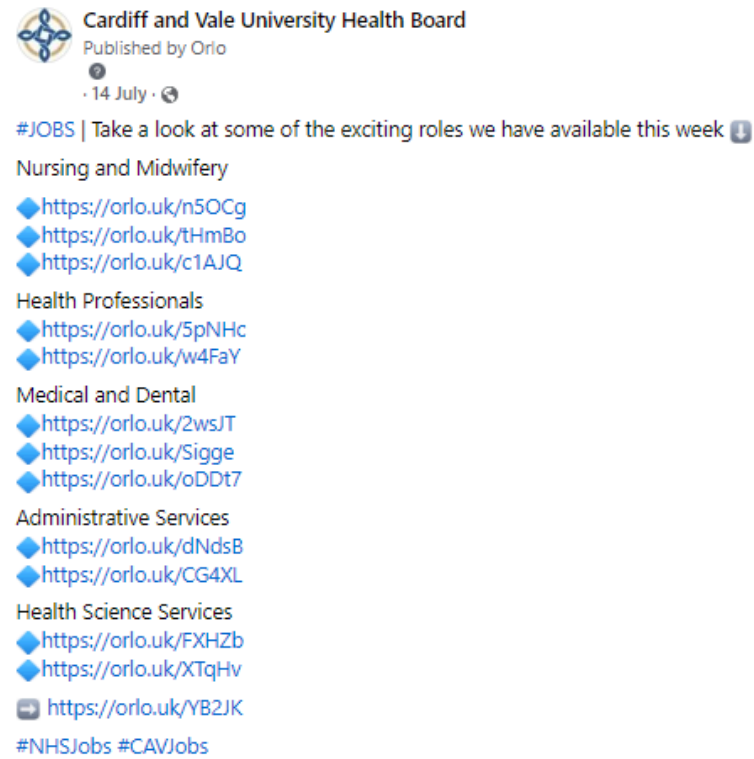 Cardiff and Vale University Health Board
Published by Orlo
?
· 14 July ·
#JOBS | Take a look at some of the exciting roles we have available this week ⬇️
Nursing and Midwifery
🔷https://orlo.uk/n5OCg
🔷https://orlo.uk/tHmBo
🔷https://orlo.uk/c1AJQ
Health Professionals
🔷https://orlo.uk/5pNHc
🔷https://orlo.uk/w4FaY
Medical and Dental
🔷https://orlo.uk/2wsJT
🔷https://orlo.uk/Sigge
🔷https://orlo.uk/oDDt7
Administrative Services
🔷https://orlo.uk/dNdsB
🔷https://orlo.uk/CG4XL
Health Science Services
🔷https://orlo.uk/FXHZb
🔷https://orlo.uk/XTqHv
➡️ https://orlo.uk/YB2JK
#NHSJobs #CAVJobs